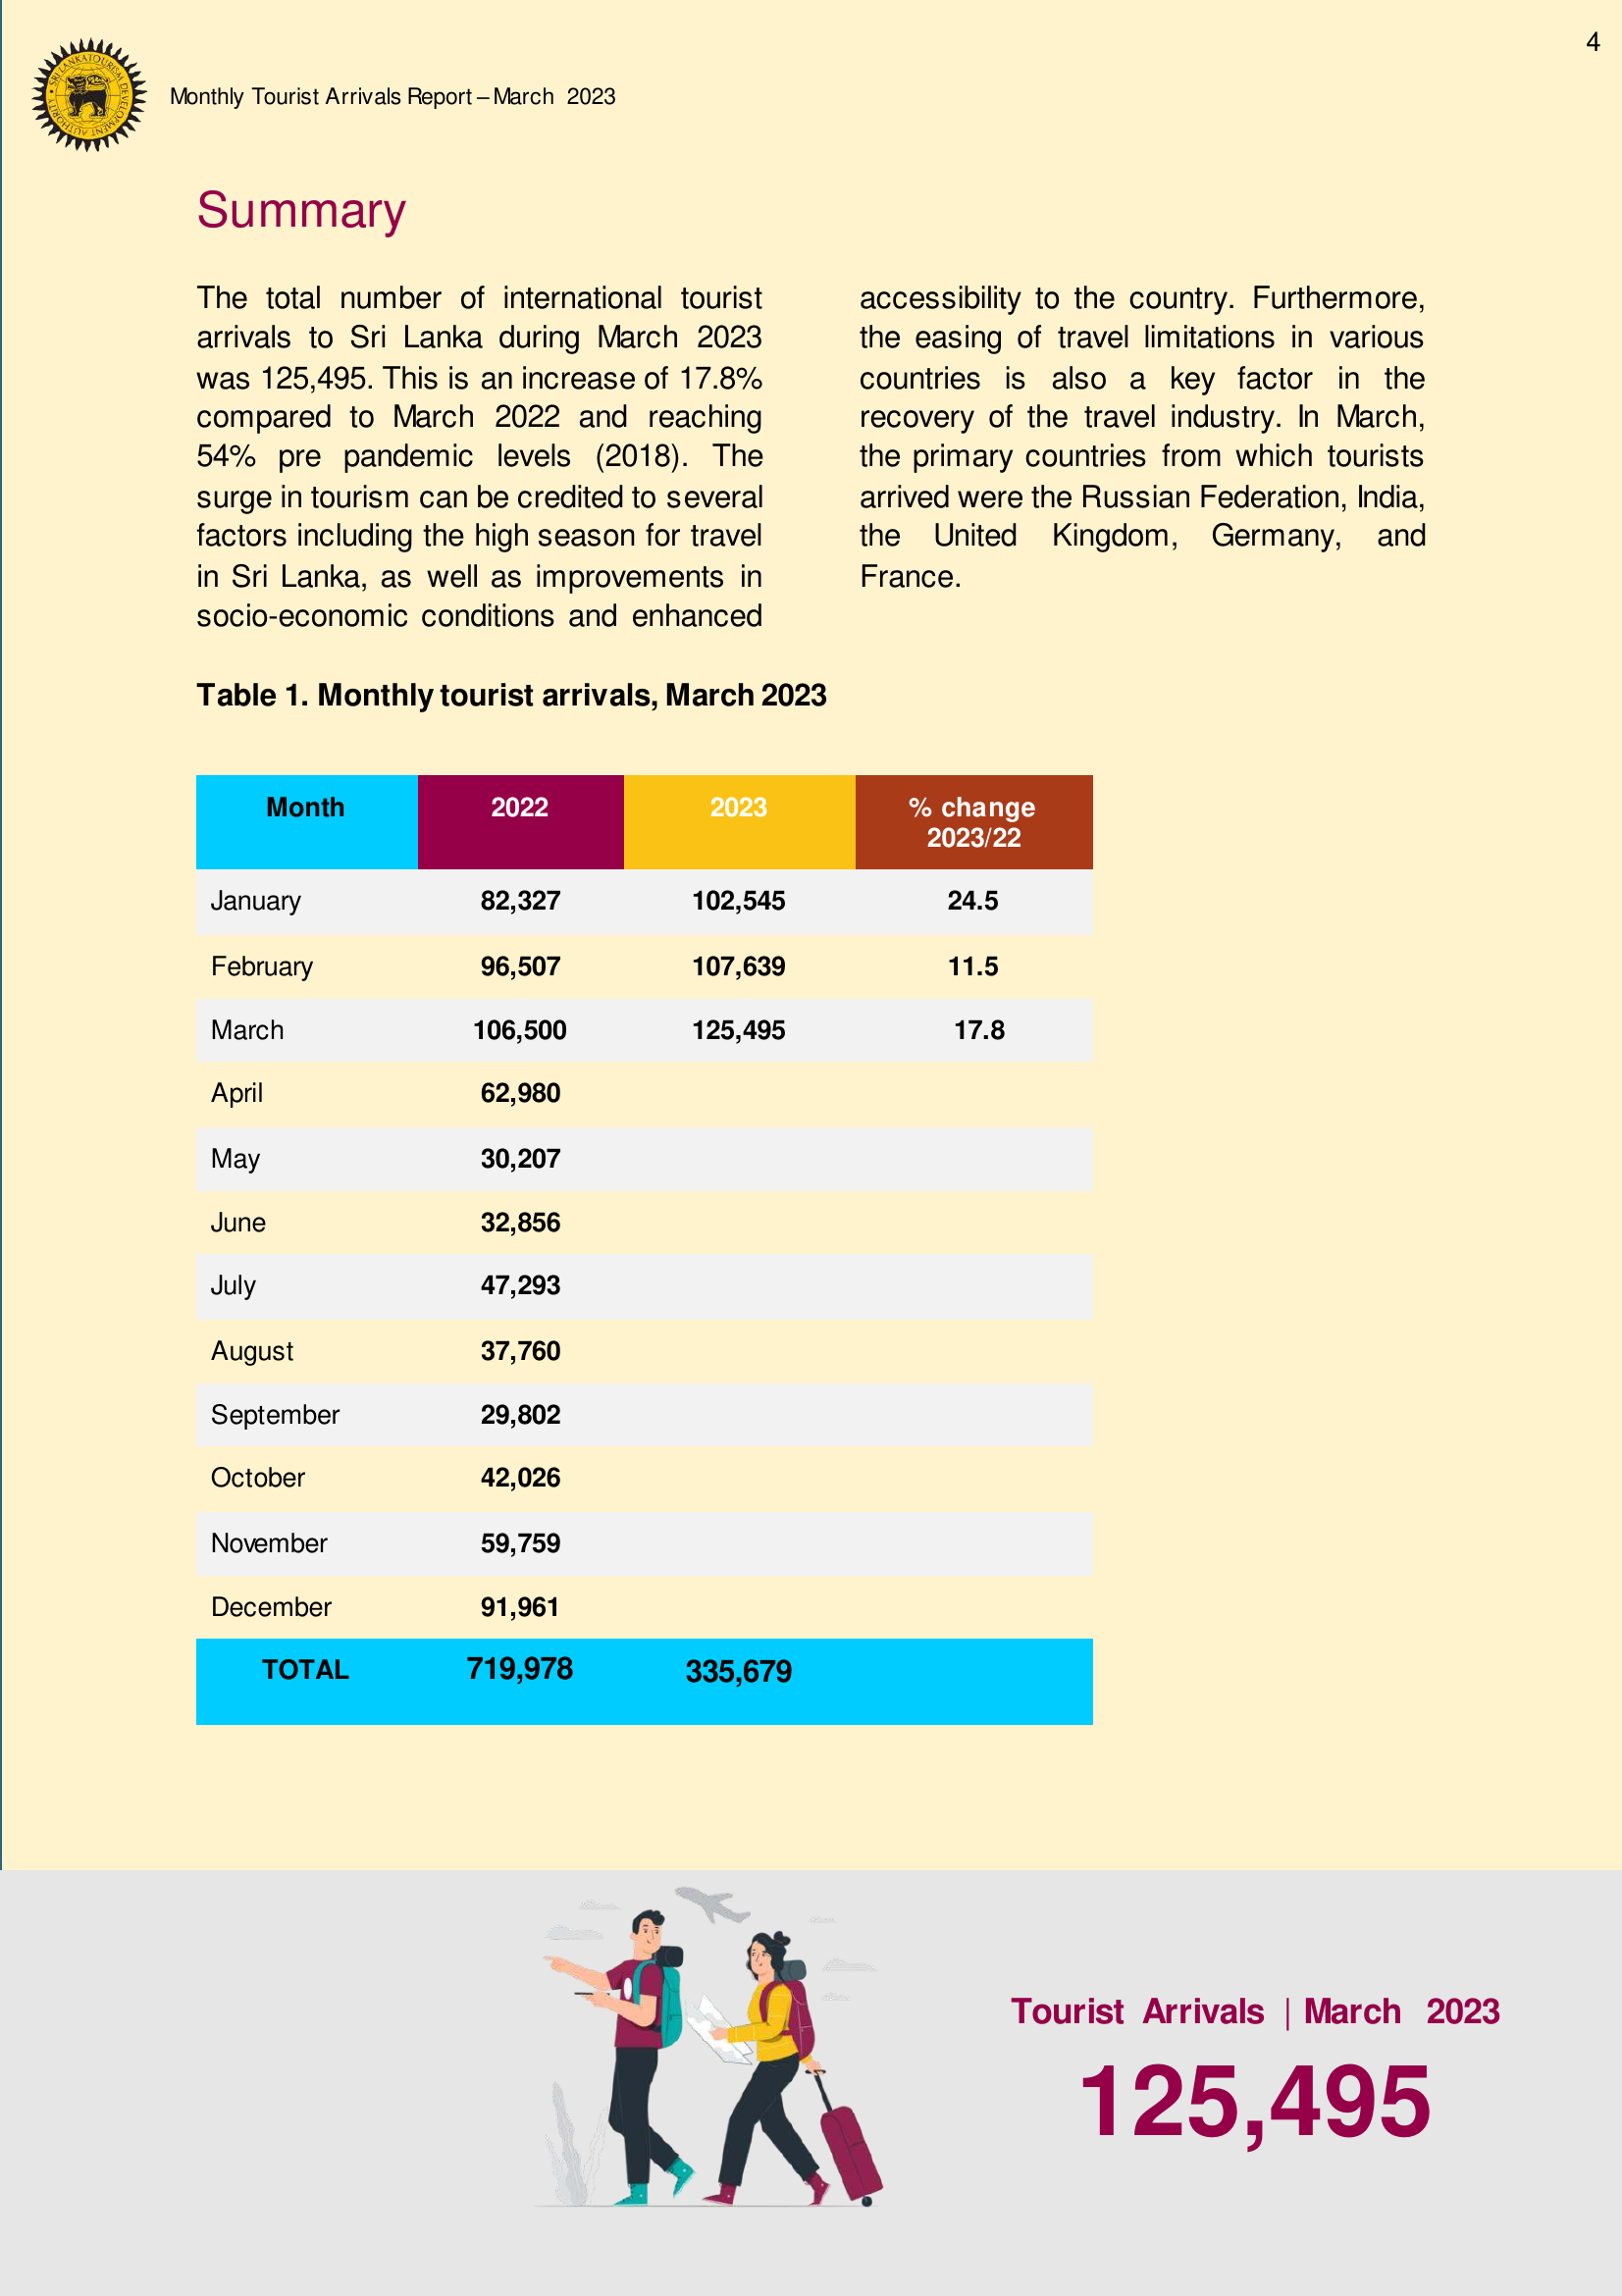 4
SRI LANKA TOURISM DEVELOPMENT AUTHORITY
Monthly Tourist Arrivals Report – March 2023
Summary
The total number of international tourist
arrivals to Sri Lanka during March 2023
was 125,495. This is an increase of 17.8%
compared to March 2022 and reaching
54% pre pandemic levels (2018). The
surge in tourism can be credited to several
factors including the high season for travel
in Sri Lanka, as well as improvements in
socio-economic conditions and enhanced
accessibility to the country. Furthermore,
the easing of travel limitations in various
countries is also a key factor in the
recovery of the travel industry. In March,
the primary countries from which tourists
arrived were the Russian Federation, India,
the United Kingdom, Germany, and
France.
Table 1. Monthly tourist arrivals, March 2023
Month 2022 2023 % change
2023/22
January 82,327 102,545 24.5
February 96,507 107,639 11.5
March 106,500 125,495 17.8
April 62,980
May 30,207
June 32,856
July 47,293
August 37,760
September 29,802
October 42,026
November 59,759
December 91,961
TOTAL 719,978 335,679
Tourist Arrivals | March 2023
125,495